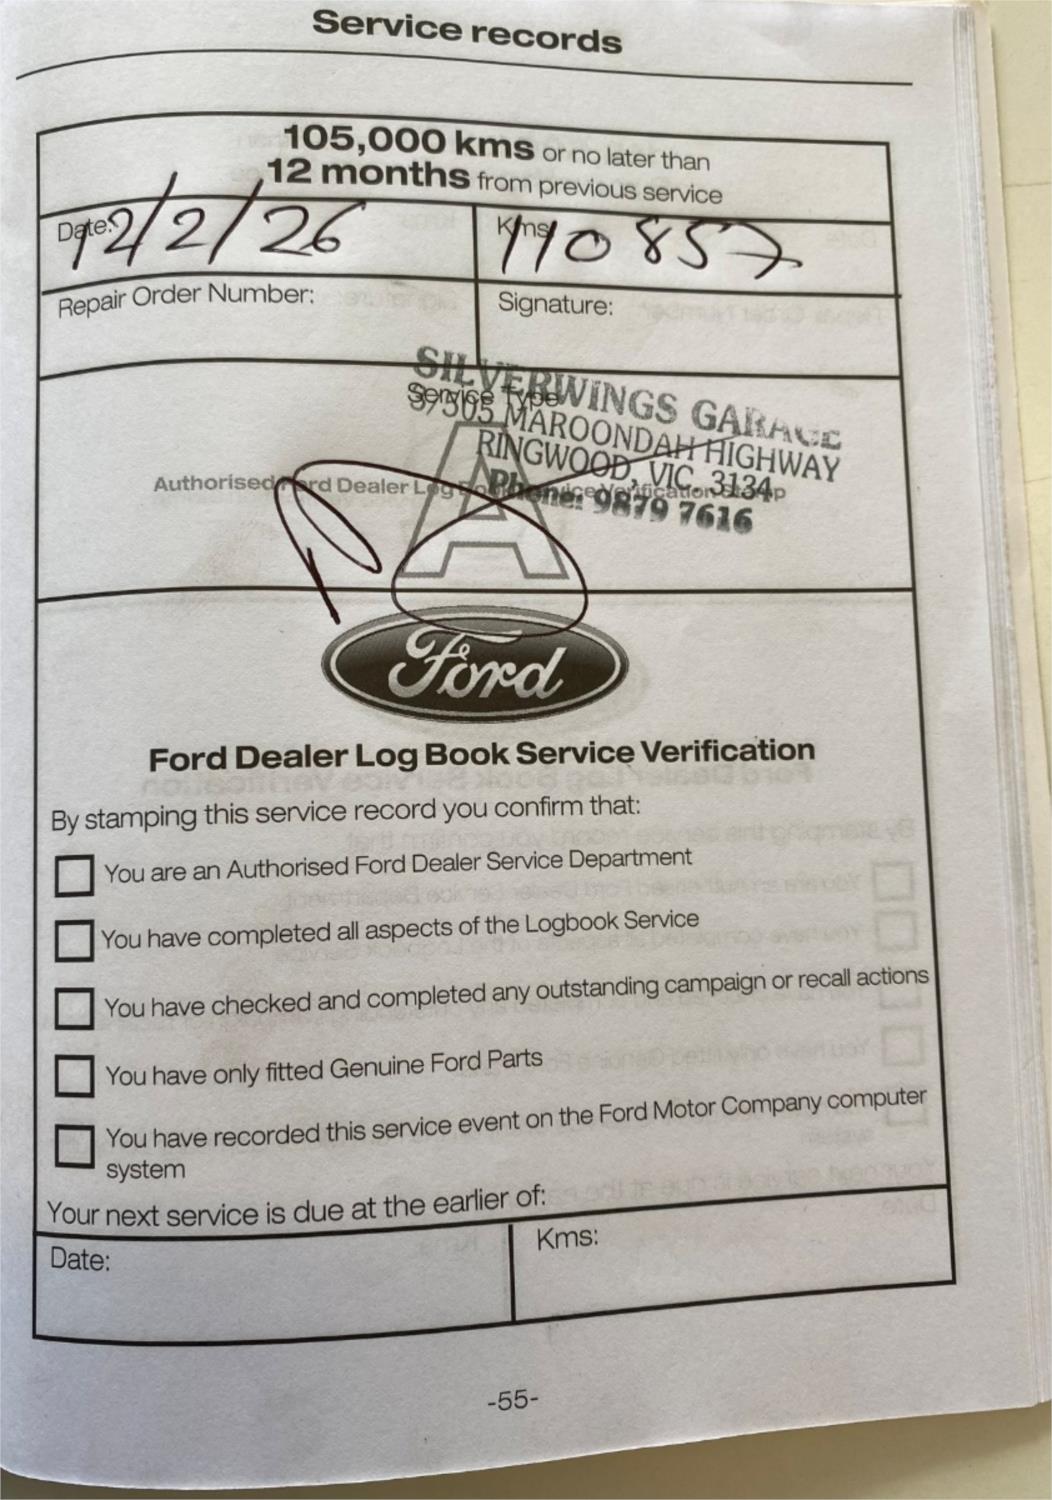 Service records
105,000 kms or no later than
12 months from previous service
Date: 12/2/26
Kms: 110857
Repair Order Number:
Signature:
SILVERWINGS GARAGE
Service Type
MAROONDAH HIGHWAY
RINGWOOD, VIC. 3134
Authorised Ford Dealer Log Book Service Verification Stamp
Phone: 9879 7616
A
Ford
Ford Dealer Log Book Service Verification
By stamping this service record you confirm that:
You are an Authorised Ford Dealer Service Department
You have completed all aspects of the Logbook Service
You have checked and completed any outstanding campaign or recall actions
You have only fitted Genuine Ford Parts
You have recorded this service event on the Ford Motor Company computer
system
Your next service is due at the earlier of:
Date:
Kms:
-55-